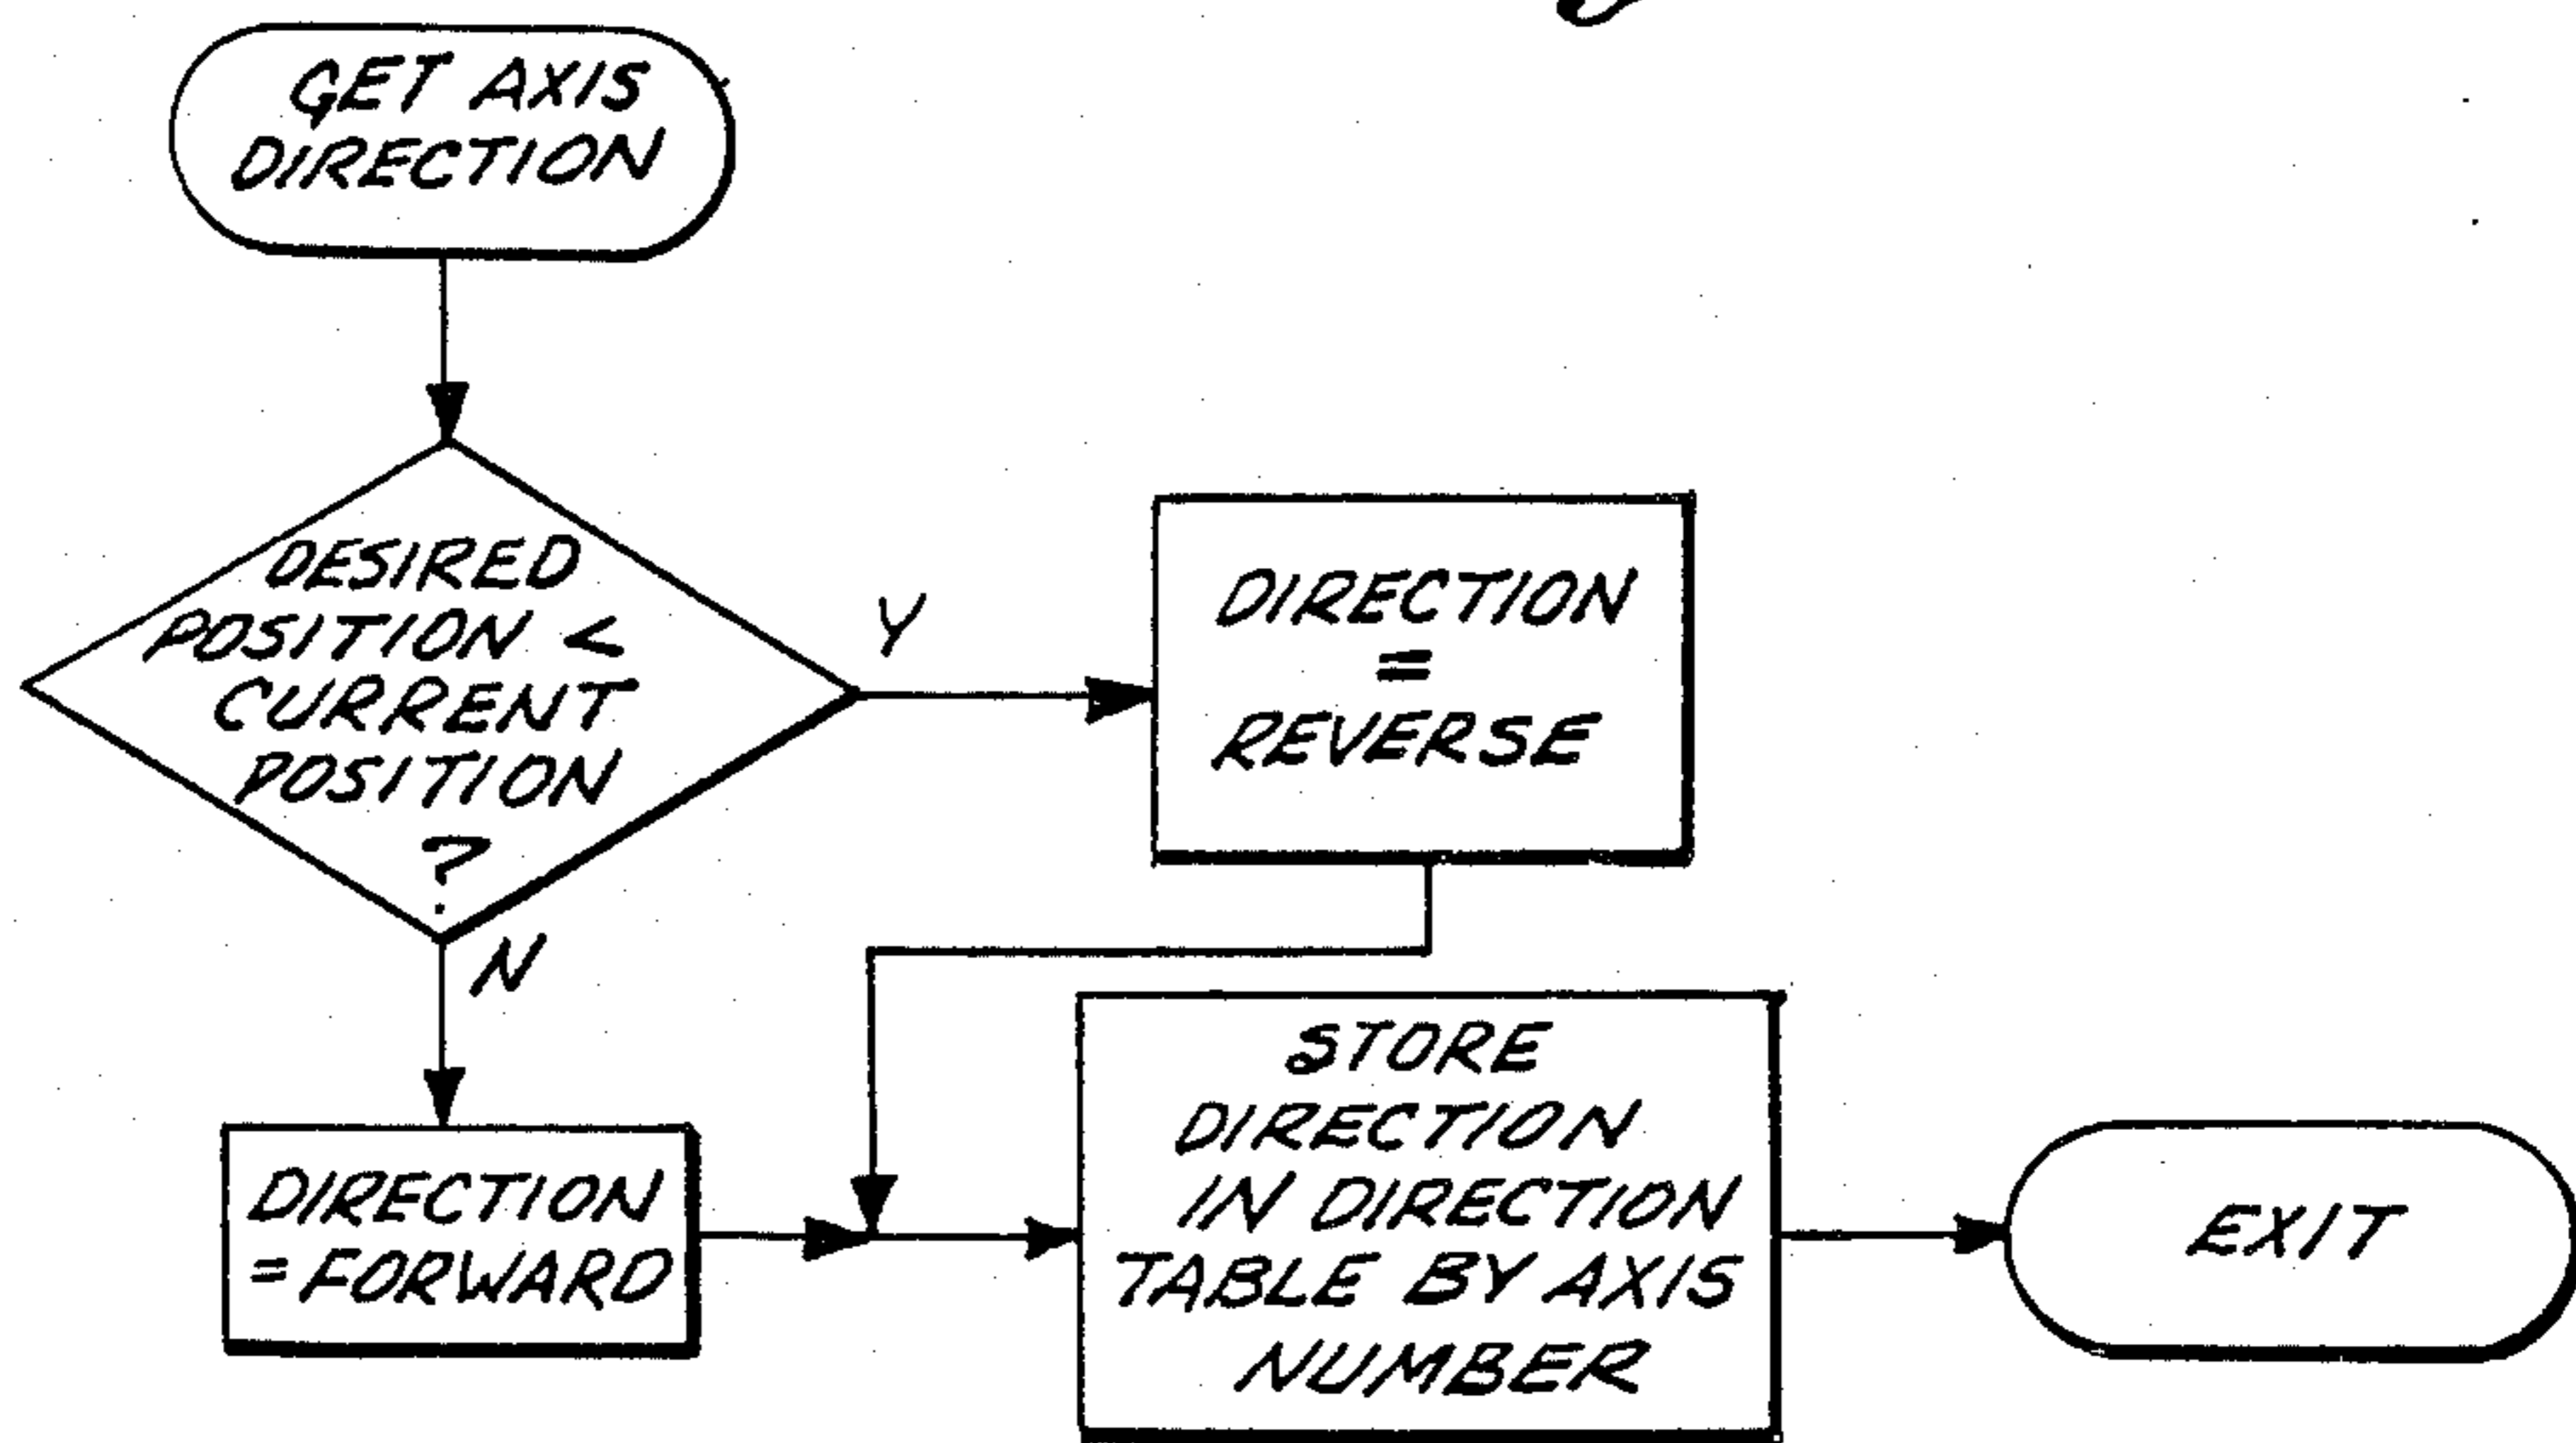 GET AXIS
DIRECTION
DESIRED
POSITION <
CURRENT
POSITION
?
Y
DIRECTION
=
REVERSE
N
DIRECTION
= FORWARD
STORE
DIRECTION
IN DIRECTION
TABLE BY AXIS
NUMBER
EXIT